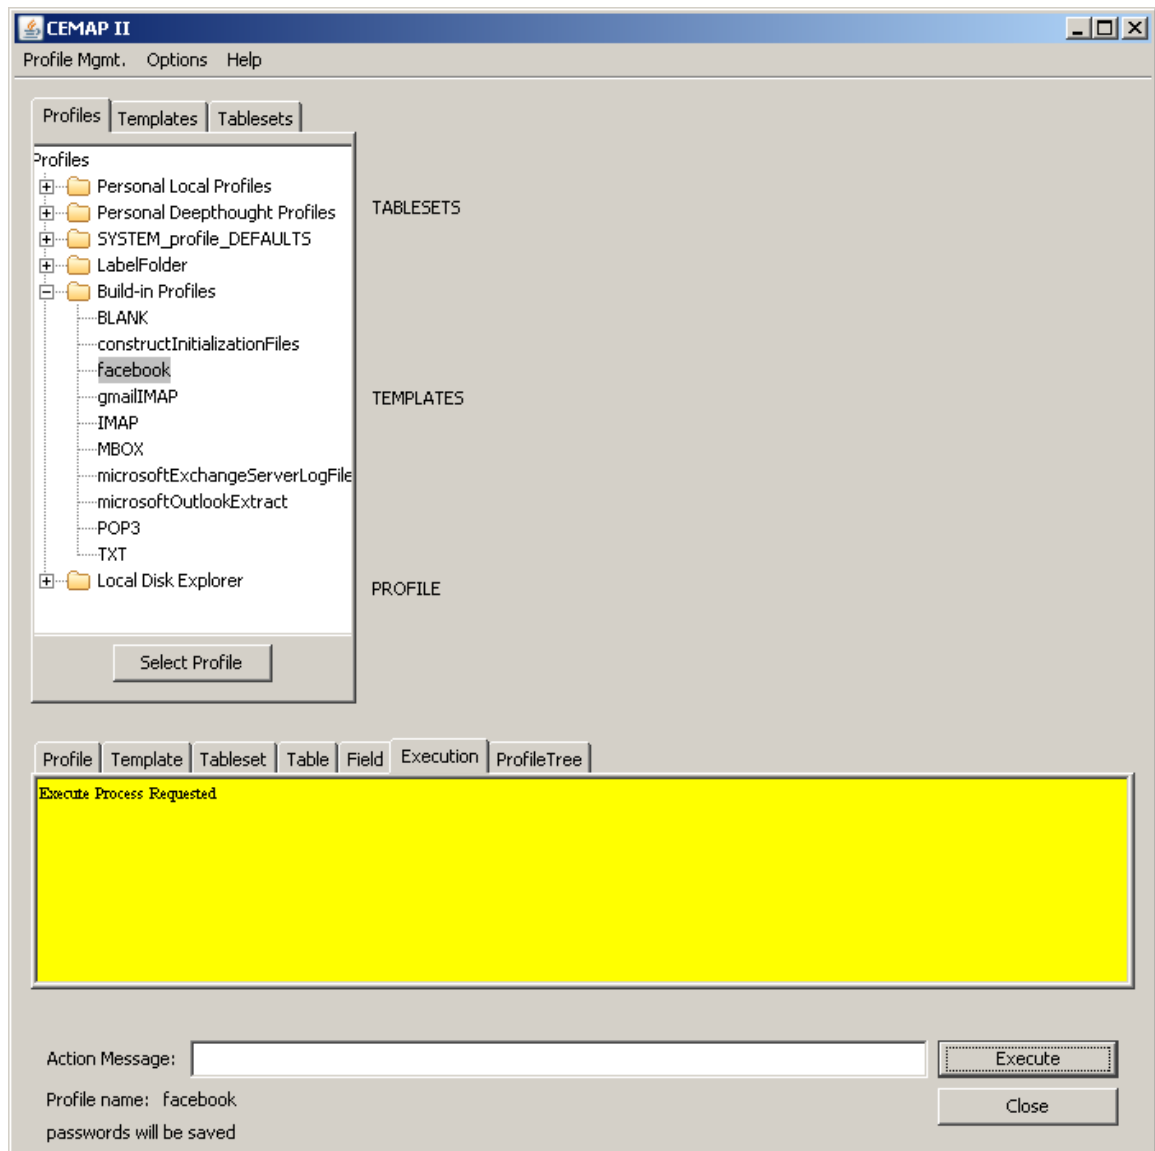 CEMAP II
Profile Mgmt. Options Help
Profiles Templates Tablesets
Profiles
Personal Local Profiles
Personal Deepthought Profiles
SYSTEM_profile_DEFAULTS
LabelFolder
Build-in Profiles
BLANK
constructInitializationFiles
facebook
gmailIMAP
IMAP
MBOX
microsoftExchangeServerLogFile
microsoftOutlookExtract
POP3
TXT
Local Disk Explorer
Select Profile
TABLESETS
TEMPLATES
PROFILE
Profile Template Tableset Table Field Execution ProfileTree
Execute Process Requested
Action Message:
Execute
Profile name: facebook
Close
passwords will be saved